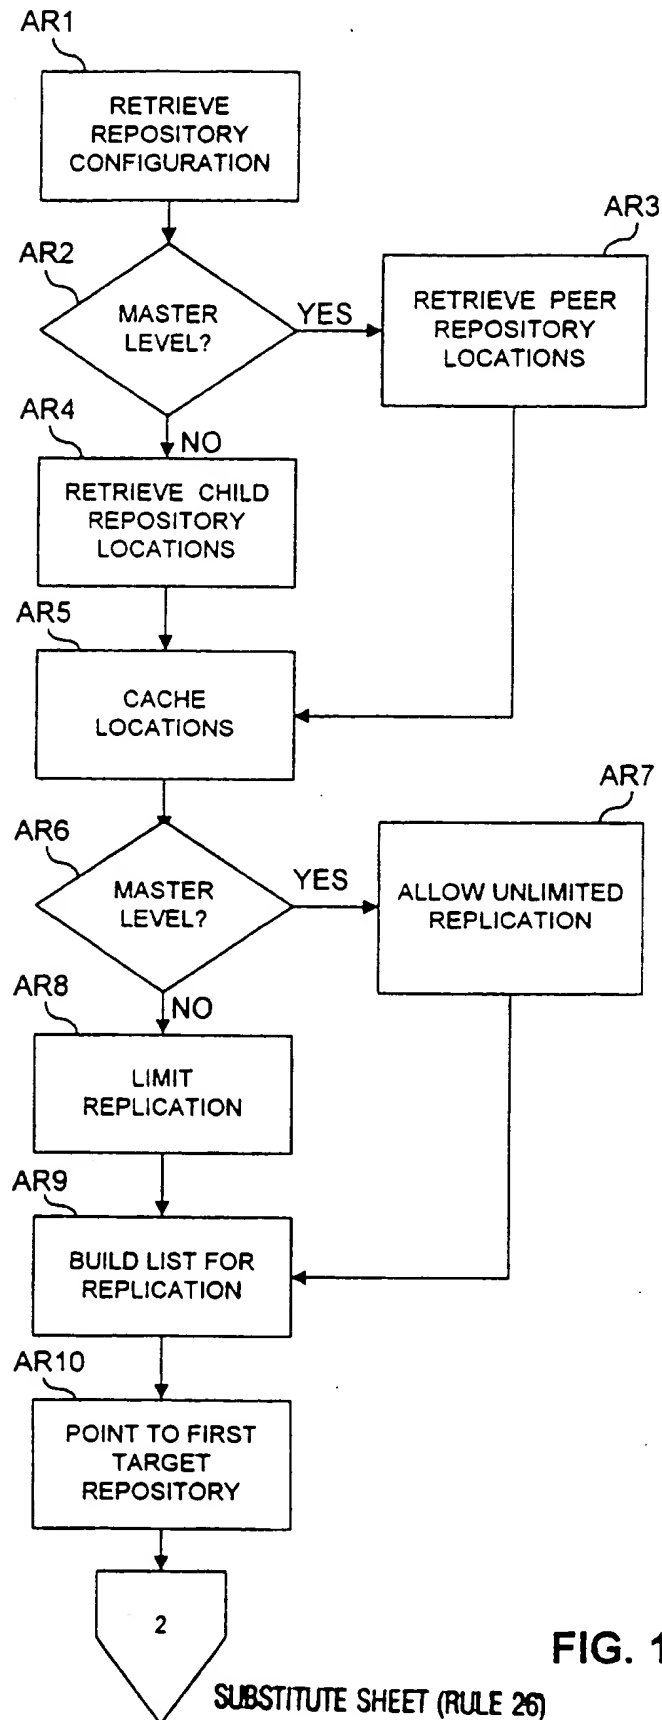 AR1
RETRIEVE
REPOSITORY
CONFIGURATION
AR2
MASTER
LEVEL?
YES
AR3
RETRIEVE PEER
REPOSITORY
LOCATIONS
AR4
NO
RETRIEVE CHILD
REPOSITORY
LOCATIONS
AR5
CACHE
LOCATIONS
AR6
MASTER
LEVEL?
YES
AR7
ALLOW UNLIMITED
REPLICATION
AR8
NO
LIMIT
REPLICATION
AR9
BUILD LIST FOR
REPLICATION
AR10
POINT TO FIRST
TARGET
REPOSITORY
2
FIG. 1
SUBSTITUTE SHEET (RULE 26)